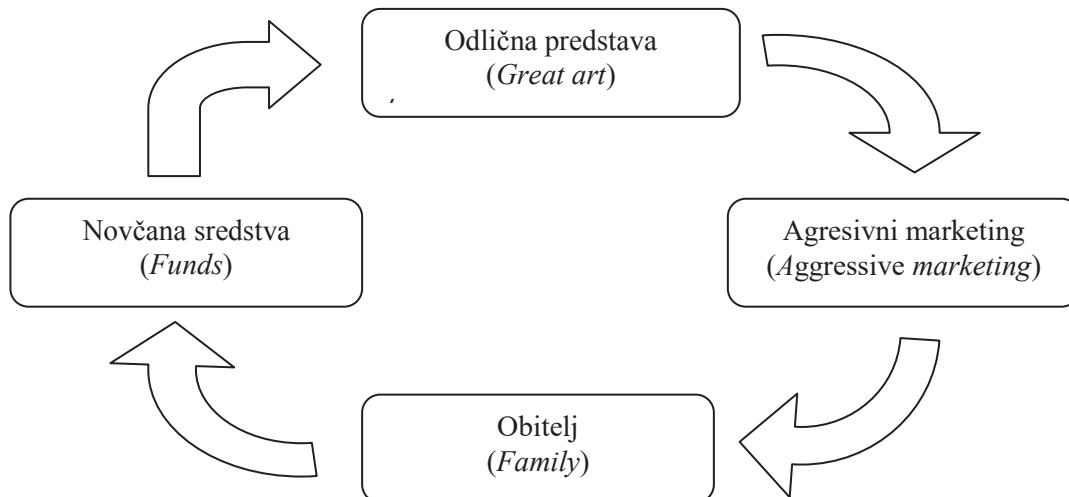 Odlična predstava
(Great art)
Novčana sredstva
(Funds)
Agresivni marketing
(Aggressive marketing)
Obitelj
(Family)